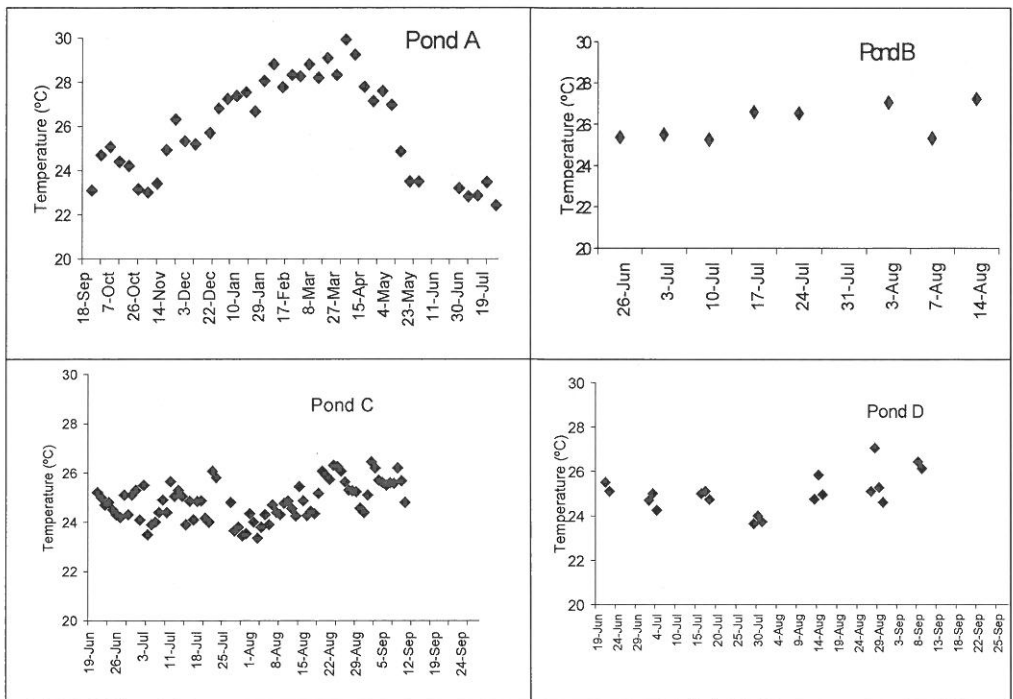 Pond A
Temperature (ºC)
30
28
26
24
22
20
18-Sep
7-Oct
26-Oct
14-Nov
3-Dec
22-Dec
10-Jan
29-Jan
17-Feb
8-Mar
27-Mar
15-Apr
4-May
23-May
11-Jun
30-Jun
19-Jul
Pond B
Temperature (ºC)
30
28
26
24
22
20
26-Jun
3-Jul
10-Jul
17-Jul
24-Jul
31-Jul
3-Aug
7-Aug
14-Aug
Pond C
Temperature (ºC)
30
28
26
24
22
20
19-Jun
26-Jun
3-Jul
11-Jul
18-Jul
25-Jul
1-Aug
8-Aug
15-Aug
22-Aug
29-Aug
5-Sep
12-Sep
19-Sep
24-Sep
Pond D
Temperature (ºC)
30
28
26
24
22
20
19-Jun
24-Jun
4-Jul
10-Jul
15-Jul
25-Jul
30-Jul
4-Aug
9-Aug
14-Aug
19-Aug
24-Aug
29-Aug
3-Sep
8-Sep
13-Sep
18-Sep
22-Sep
25-Sep